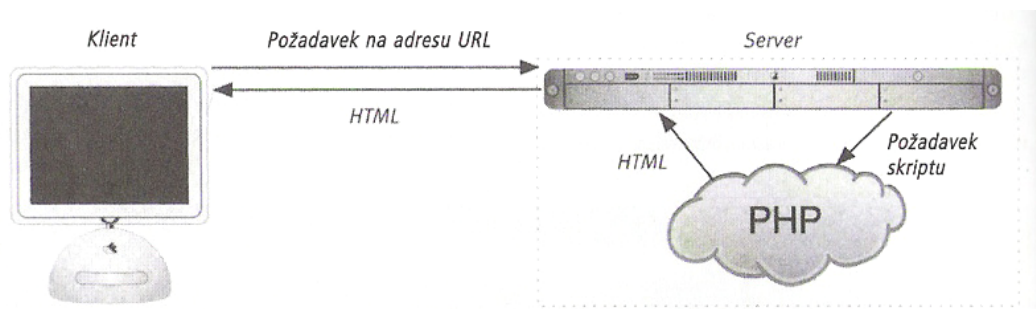 Klient
Požadavek na adresu URL
Server
HTML
HTML
Požadavek
skriptu
PHP